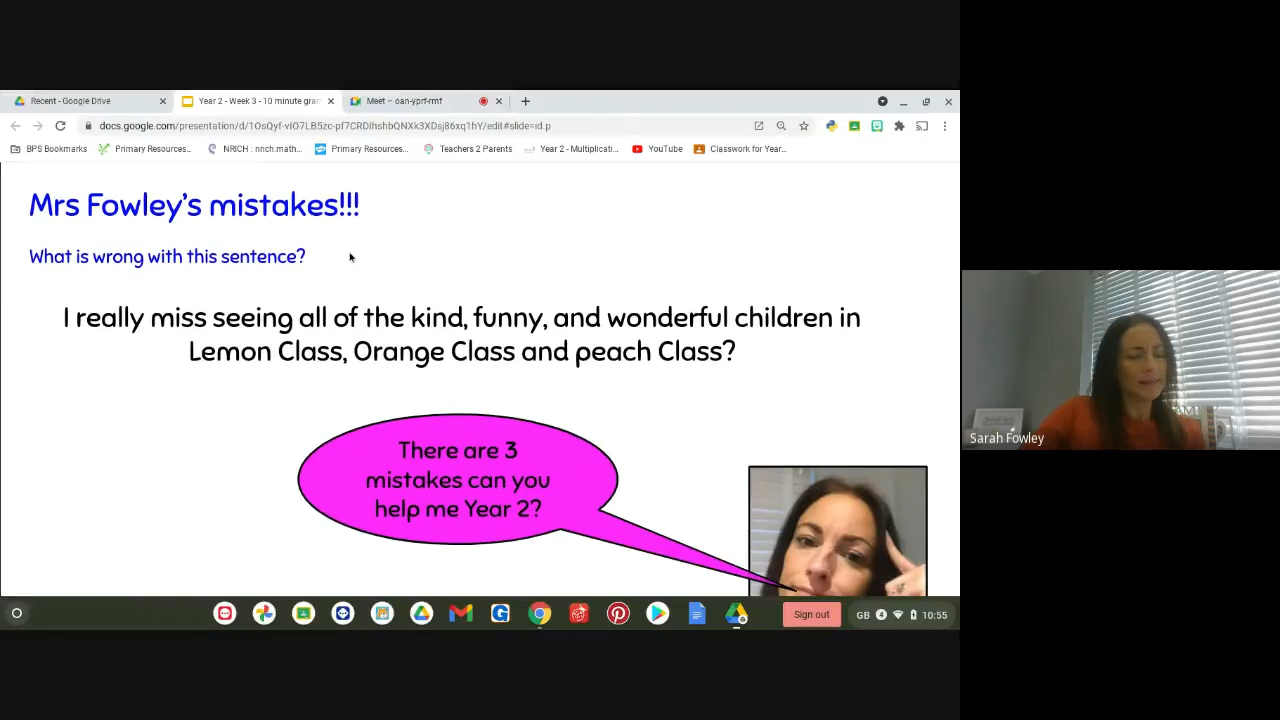 Recent - Google Drive
Year 2 - Week 3 - 10 minute gran
Meet – oan-yprf-rmf
docs.google.com/presentation/d/1OsQyf-vIO7LB5zc-pf7CRDIhshbQNXk3XDsj86xq1hY/edit#slide=id.p
BPS Bookmarks
Primary Resources...
NRICH : nrich.math...
Primary Resources...
Teachers 2 Parents
Year 2 - Multiplicati...
YouTube
Classwork for Year...
Mrs Fowley's mistakes!!!
What is wrong with this sentence?
I really miss seeing all of the kind, funny, and wonderful children in
Lemon Class, Orange Class and peach Class?
There are 3
mistakes can you
help me Year 2?
Sarah Fowley
Sign out
GB
4
10:55